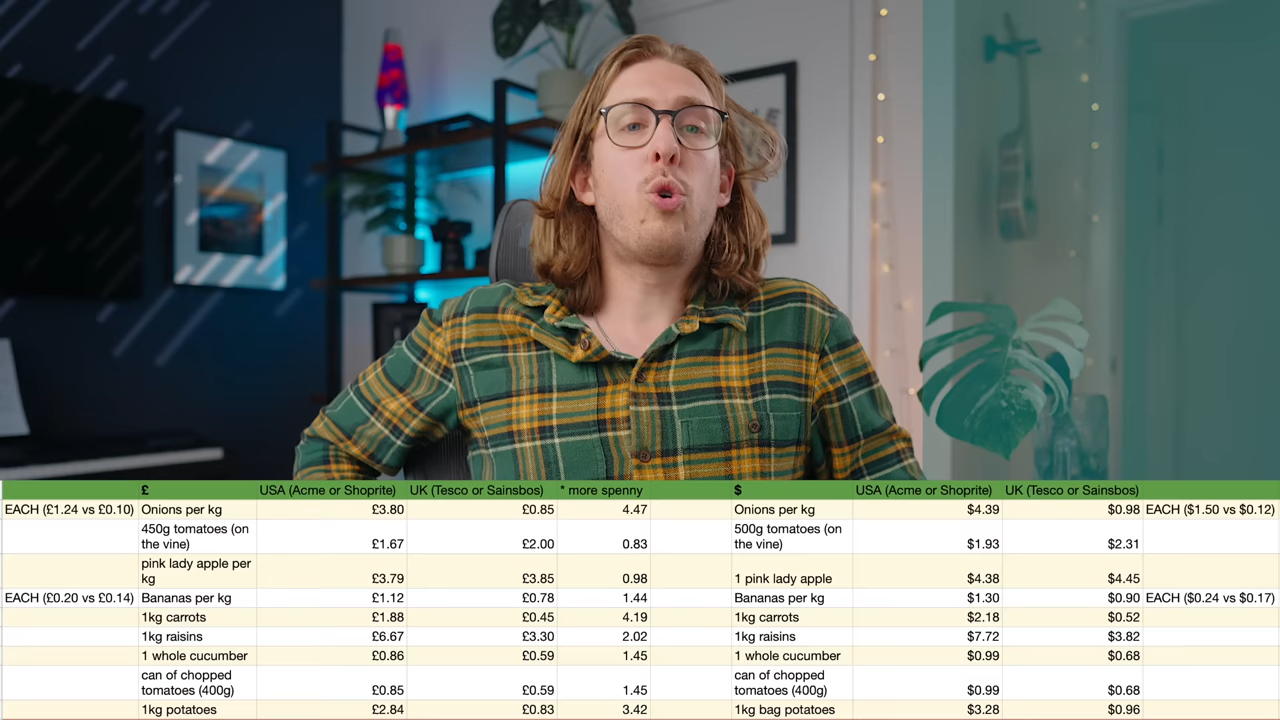 £ USA (Acme or Shoprite) UK (Tesco or Sainsbos) * more spenny $ USA (Acme or Shoprite) UK (Tesco or Sainsbos)
EACH (£1.24 vs £0.10) Onions per kg £3.80 £0.85 4.47 Onions per kg $4.39 $0.98 EACH ($1.50 vs $0.12)
450g tomatoes (on the vine) £1.67 £2.00 0.83 500g tomatoes (on the vine) $1.93 $2.31
pink lady apple per kg £3.79 £3.85 0.98 1 pink lady apple $4.38 $4.45
EACH (£0.20 vs £0.14) Bananas per kg £1.12 £0.78 1.44 Bananas per kg $1.30 $0.90 EACH ($0.24 vs $0.17)
1kg carrots £1.88 £0.45 4.19 1kg carrots $2.18 $0.52
1kg raisins £6.67 £3.30 2.02 1kg raisins $7.72 $3.82
1 whole cucumber £0.86 £0.59 1.45 1 whole cucumber $0.99 $0.68
can of chopped tomatoes (400g) £0.85 £0.59 1.45 can of chopped tomatoes (400g) $0.99 $0.68
1kg potatoes £2.84 £0.83 3.42 1kg bag potatoes $3.28 $0.96